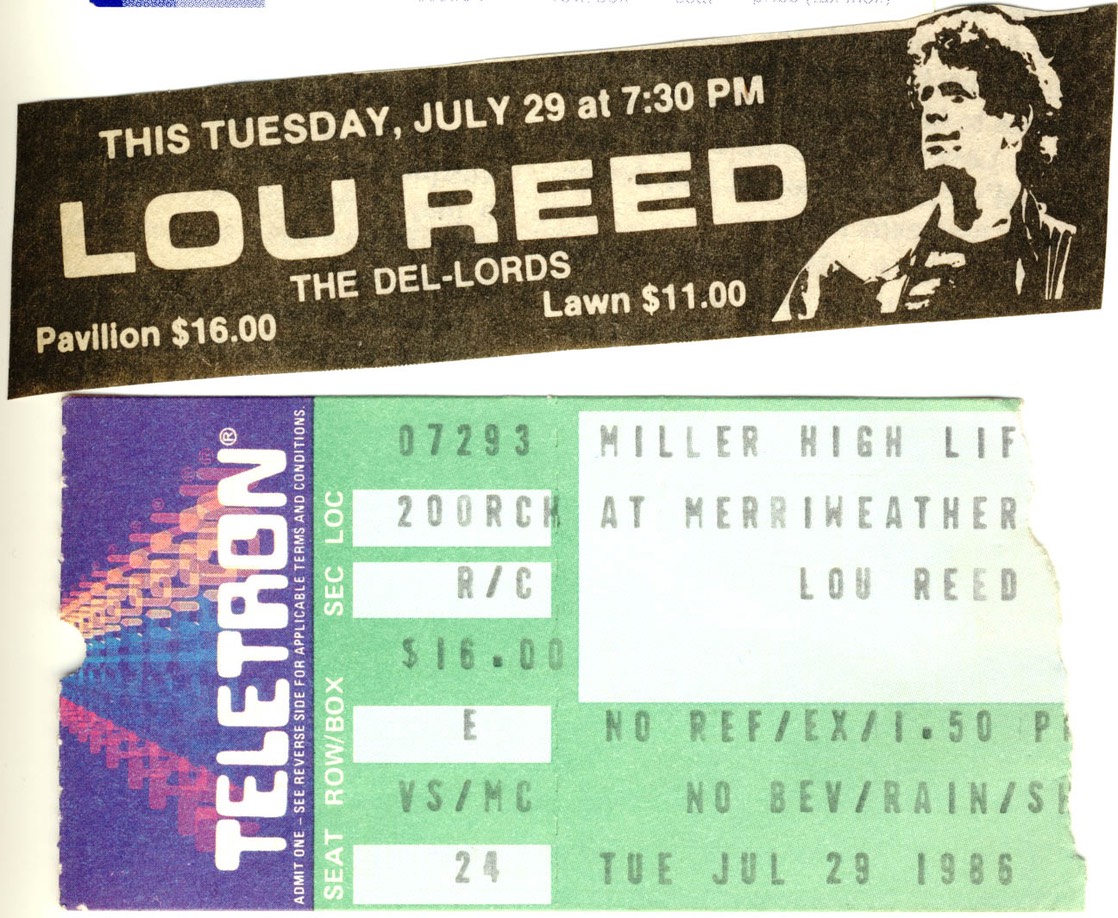 THIS TUESDAY, JULY 29 at 7:30 PM
LOU REED
THE DEL-LORDS
Pavilion $16.00
Lawn $11.00
TELETRON®
ADMIT ONE – SEE REVERSE SIDE FOR APPLICABLE TERMS AND CONDITIONS.
07293
LOC 200RCH
SEC R/C
$16.00
ROW/BOX E
VS/MC
SEAT 24
MILLER HIGH LIF
AT MERRIWEATHER
LOU REED
NO REF/EX/1.50
NO BEV/RAIN/
TUE JUL 29 1986